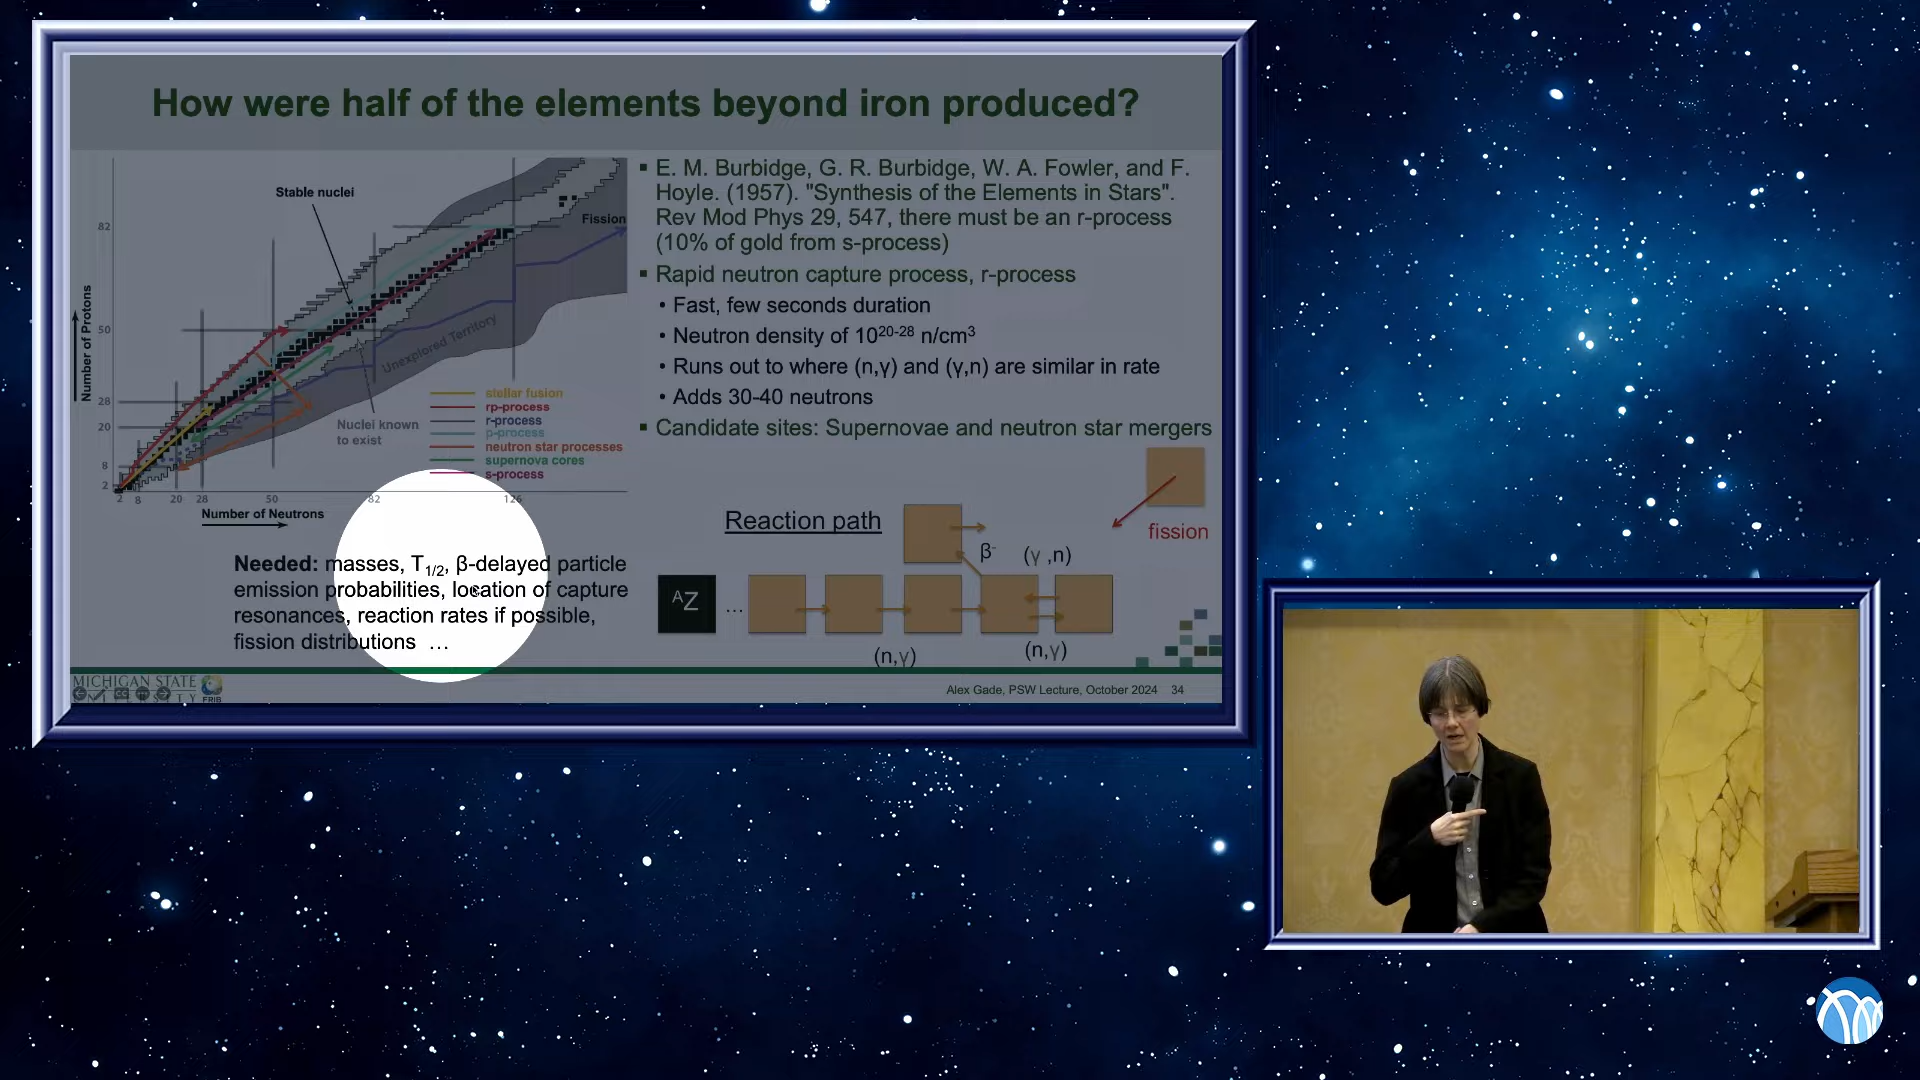 How were half of the elements beyond iron produced?
Stable nuclei
Fission
82
50
28
20
8
2
Number of Protons
Unexplored Territory
Nuclei known
to exist
stellar fusion
rp-process
r-process
p-process
neutron star processes
supernova cores
s-process
2 8 20 28 50 82 126
Number of Neutrons
Needed: masses, T1/2, β-delayed particle
emission probabilities, location of capture
resonances, reaction rates if possible,
fission distributions …
▪ E. M. Burbidge, G. R. Burbidge, W. A. Fowler, and F.
Hoyle. (1957). "Synthesis of the Elements in Stars".
Rev Mod Phys 29, 547, there must be an r-process
(10% of gold from s-process)
▪ Rapid neutron capture process, r-process
• Fast, few seconds duration
• Neutron density of 10²⁰⁻²⁸ n/cm³
• Runs out to where (n,γ) and (γ,n) are similar in rate
• Adds 30-40 neutrons
▪ Candidate sites: Supernovae and neutron star mergers
Reaction path
fission
β⁻
(γ ,n)
ᴬZ
…
(n,γ)
(n,γ)
MICHIGAN STATE
UNIVERSITY
FRIB
Alex Gade, PSW Lecture, October 2024 34